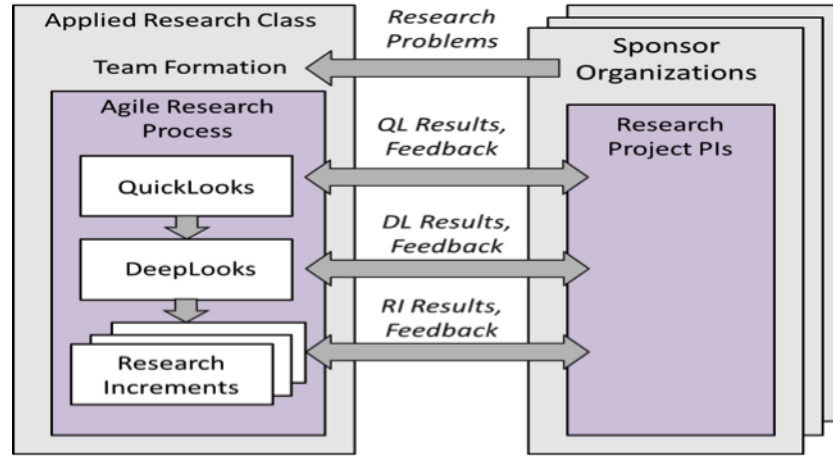 Applied Research Class
Team Formation
Agile Research
Process
QuickLooks
DeepLooks
Research
Increments
Research
Problems
QL Results,
Feedback
DL Results,
Feedback
RI Results,
Feedback
Sponsor
Organizations
Research
Project PIs